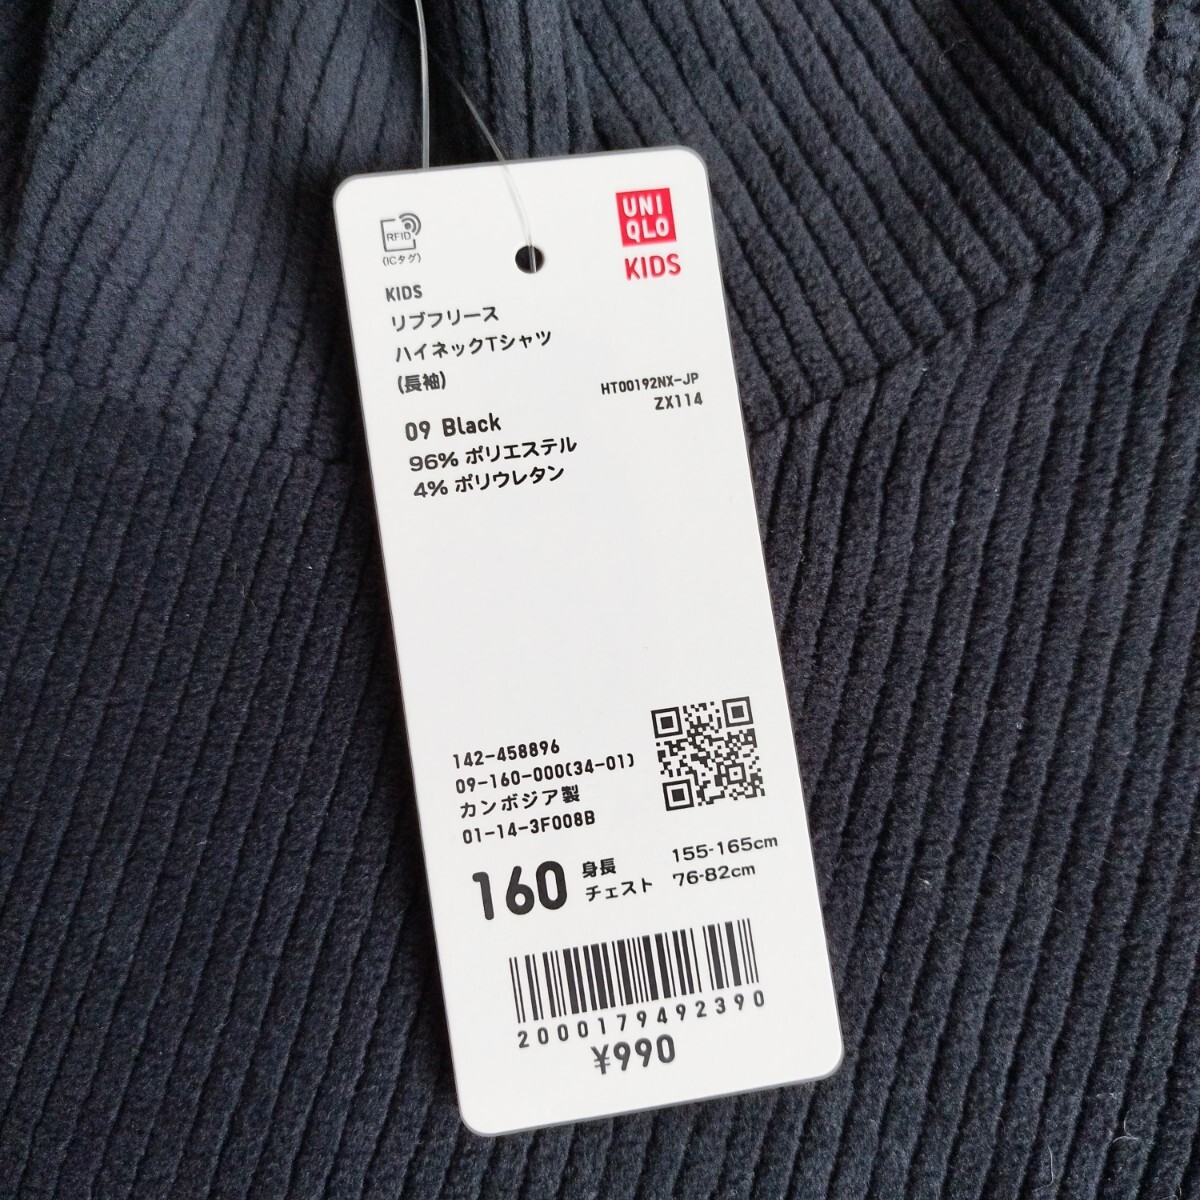 RFID
(ICタグ)
UNI
QLO
KIDS
KIDS
リブフリース
ハイネックTシャツ
(長袖)
HT00192NX-JP
ZX114
09 Black
96% ポリエステル
4% ポリウレタン
142-458896
09-160-000(34-01)
カンボジア製
01-14-3F008B
160 身長 155-165cm
チェスト 76-82cm
2000179492390
¥990